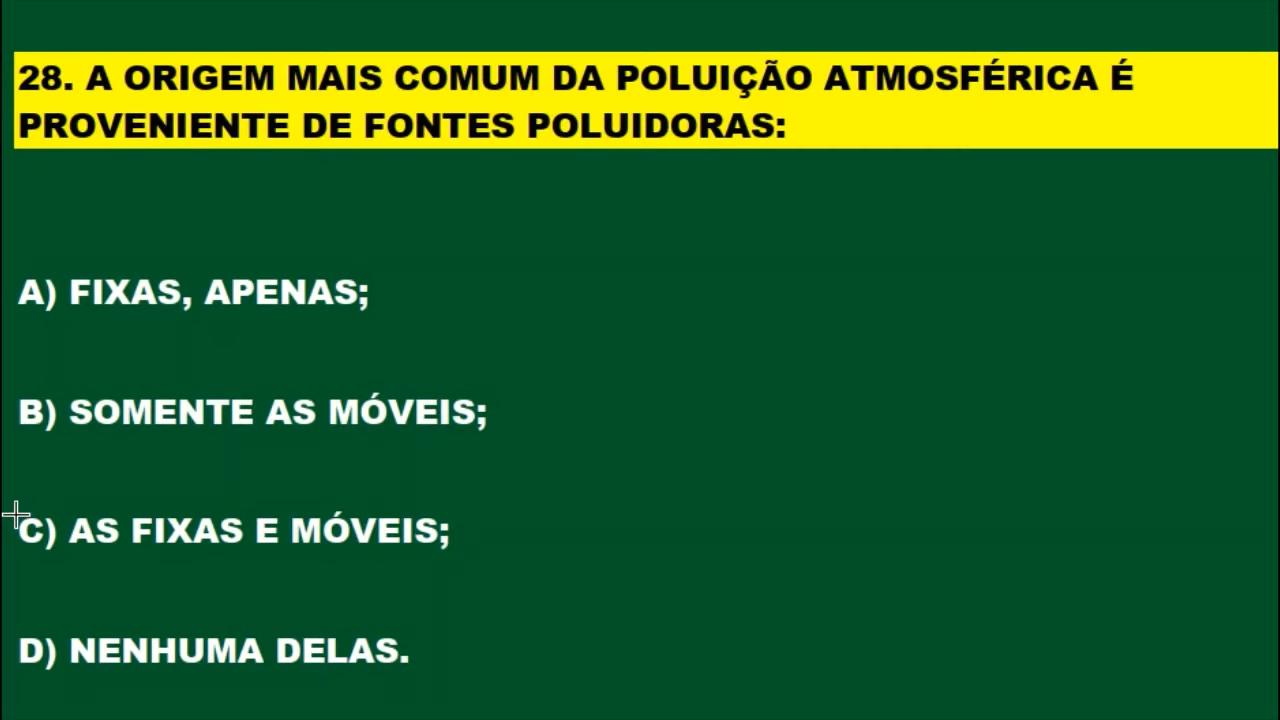 28. A ORIGEM MAIS COMUM DA POLUIÇÃO ATMOSFÉRICA É
PROVENIENTE DE FONTES POLUIDORAS:
A) FIXAS, APENAS;
B) SOMENTE AS MÓVEIS;
C) AS FIXAS E MÓVEIS;
D) NENHUMA DELAS.